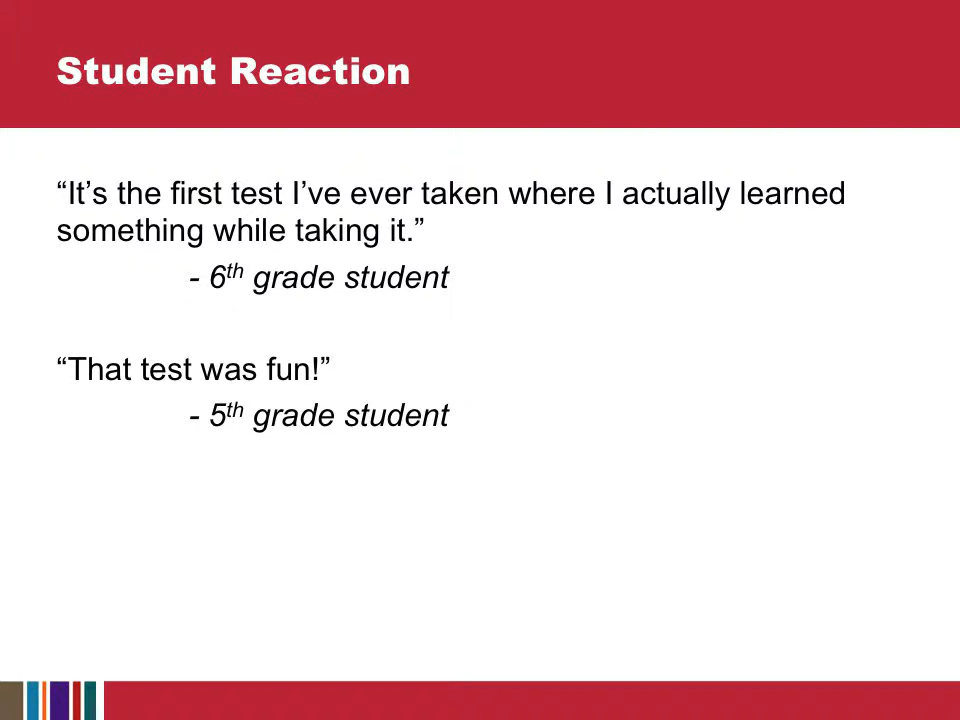 Student Reaction
“It’s the first test I’ve ever taken where I actually learned
something while taking it.”
- 6th grade student
“That test was fun!”
- 5th grade student